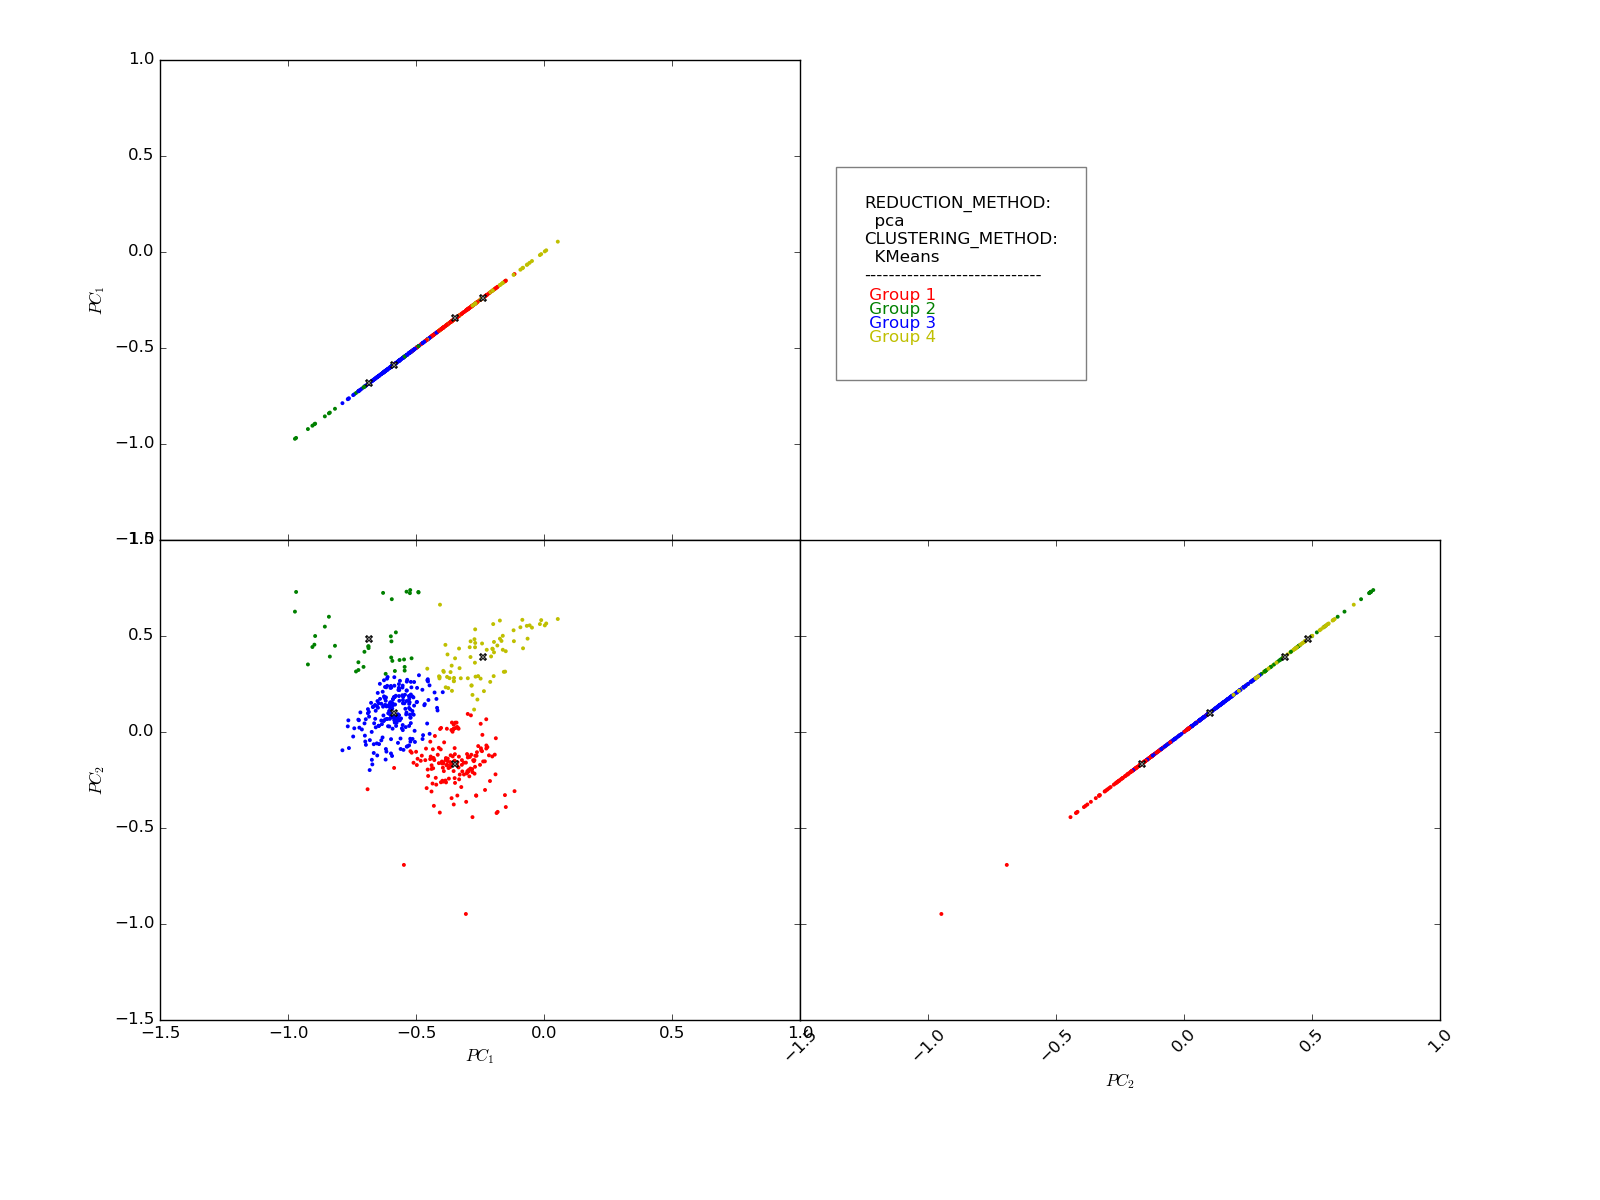 1.0
0.5
0.0
−0.5
−1.0
PC1
REDUCTION_METHOD:
pca
CLUSTERING_METHOD:
KMeans
------------------------------
Group 1
Group 2
Group 3
Group 4
−1.5
1.0
0.5
0.0
−0.5
−1.0
−1.5
PC2
−1.5
−1.0
−0.5
0.0
0.5
1.0
PC1
−1.5
−1.0
−0.5
0.0
0.5
1.0
PC2